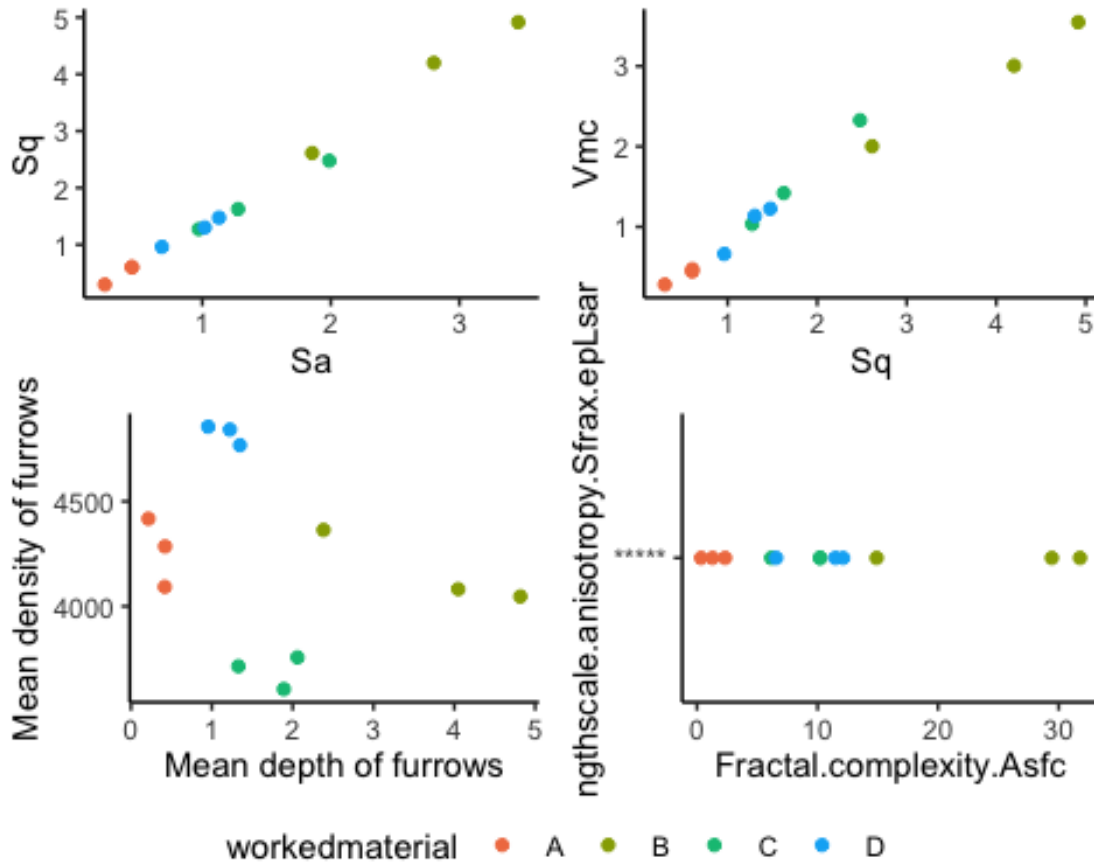 Sq
5
4
3
2
1
1 2 3
Sa
Vmc
3
2
1
1 2 3 4 5
Sq
Mean density of furrows
4500
4000
0 1 2 3 4 5
Mean depth of furrows
ngthscale.anisotropy.Sfrax.epLsar
*****
0 10 20 30
Fractal.complexity.Asfc
workedmaterial A B C D